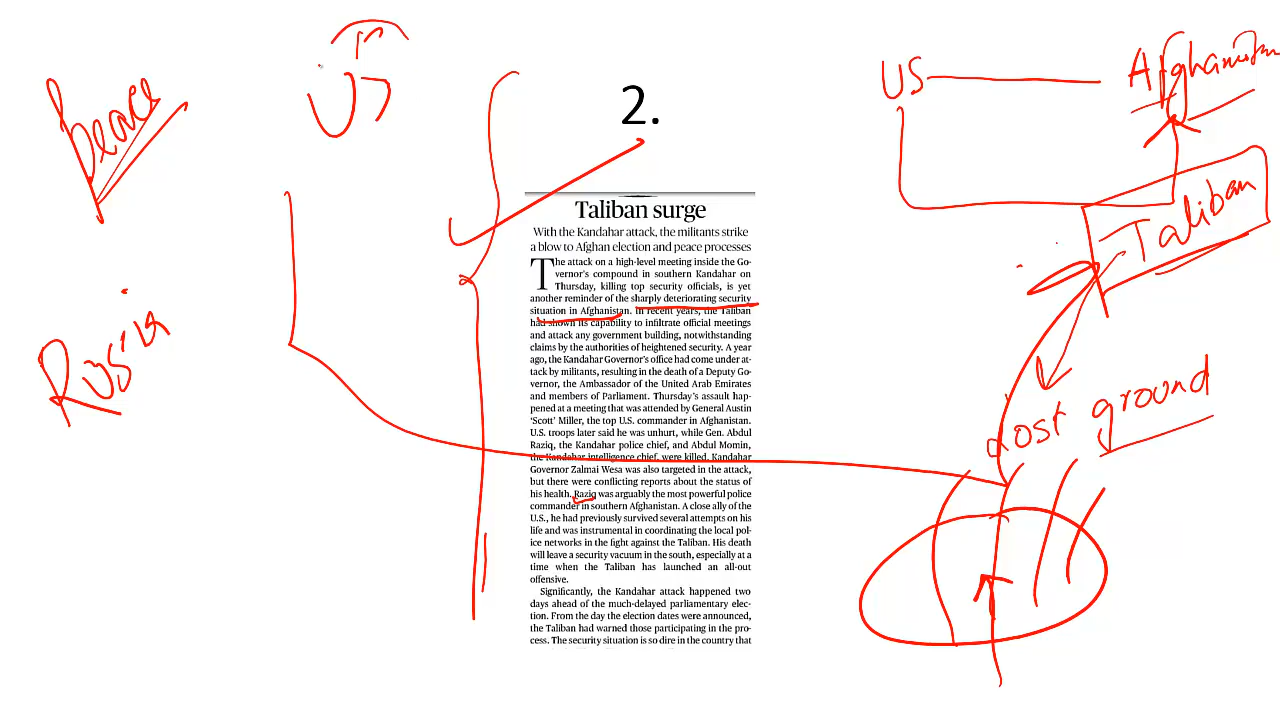 US
Afghanistan
Peace
US
2.
Taliban
Russia
Lost ground
Taliban surge
With the Kandahar attack, the militants strike
a blow to Afghan election and peace processes
The attack on a high-level meeting inside the Go-
vernor's compound in southern Kandahar on
Thursday, killing top security officials, is yet
another reminder of the sharply deteriorating security
situation in Afghanistan. In recent years, the Taliban
had shown its capability to infiltrate official meetings
and attack any government building, notwithstanding
claims by the authorities of heightened security. A year
ago, the Kandahar Governor's office had come under at-
tack by militants, resulting in the death of a Deputy Go-
vernor, the Ambassador of the United Arab Emirates
and members of Parliament. Thursday's assault hap-
pened at a meeting that was attended by General Austin
'Scott' Miller, the top U.S. commander in Afghanistan.
U.S. troops later said he was unhurt, while Gen. Abdul
Raziq, the Kandahar police chief, and Abdul Momin,
the Kandahar intelligence chief, were killed. Kandahar
Governor Zalmai Wesa was also targeted in the attack,
but there were conflicting reports about the status of
his health. Raziq was arguably the most powerful police
commander in southern Afghanistan. A close ally of the
U.S., he had previously survived several attempts on his
life and was instrumental in coordinating the local pol-
ice networks in the fight against the Taliban. His death
will leave a security vacuum in the south, especially at a
time when the Taliban has launched an all-out
offensive.
Significantly, the Kandahar attack happened two
days ahead of the much-delayed parliamentary elec-
tion. From the day the election dates were announced,
the Taliban had warned those participating in the pro-
cess. The security situation is so dire in the country that